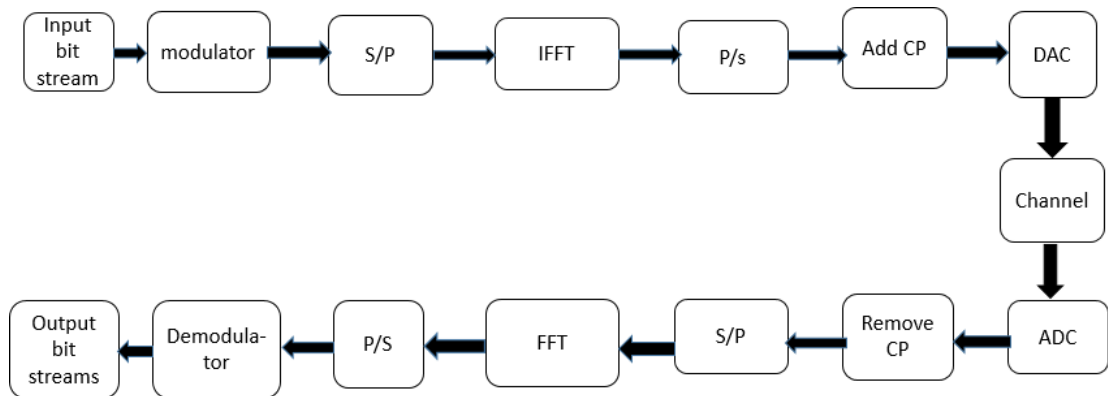 Input
bit
stream
modulator
S/P
IFFT
P/s
Add CP
DAC
Channel
ADC
Remove
CP
S/P
FFT
P/S
Demodula-
tor
Output
bit
streams